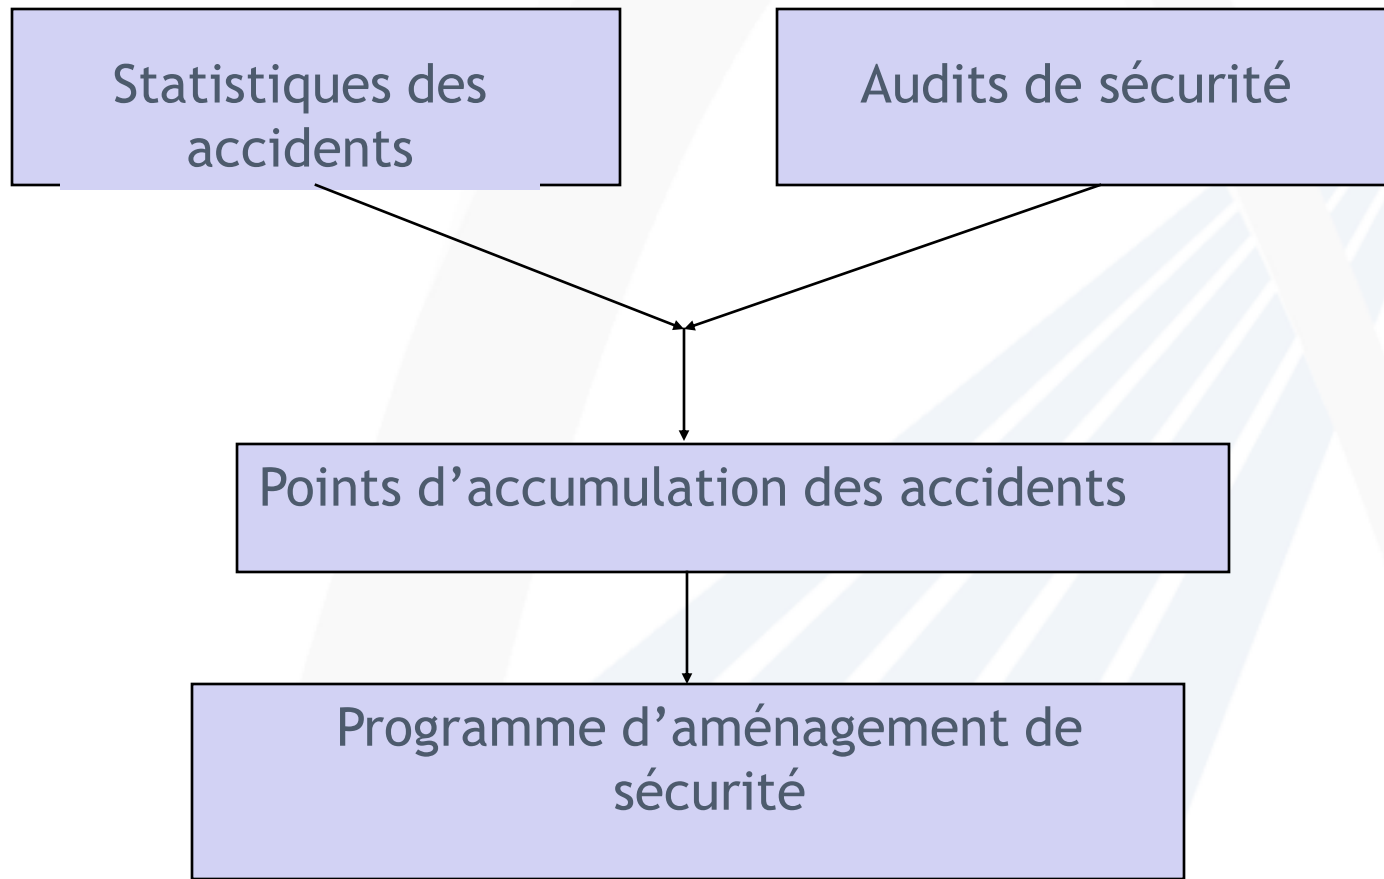 Statistiques des
accidents
Audits de sécurité
Points d’accumulation des accidents
Programme d’aménagement de
sécurité